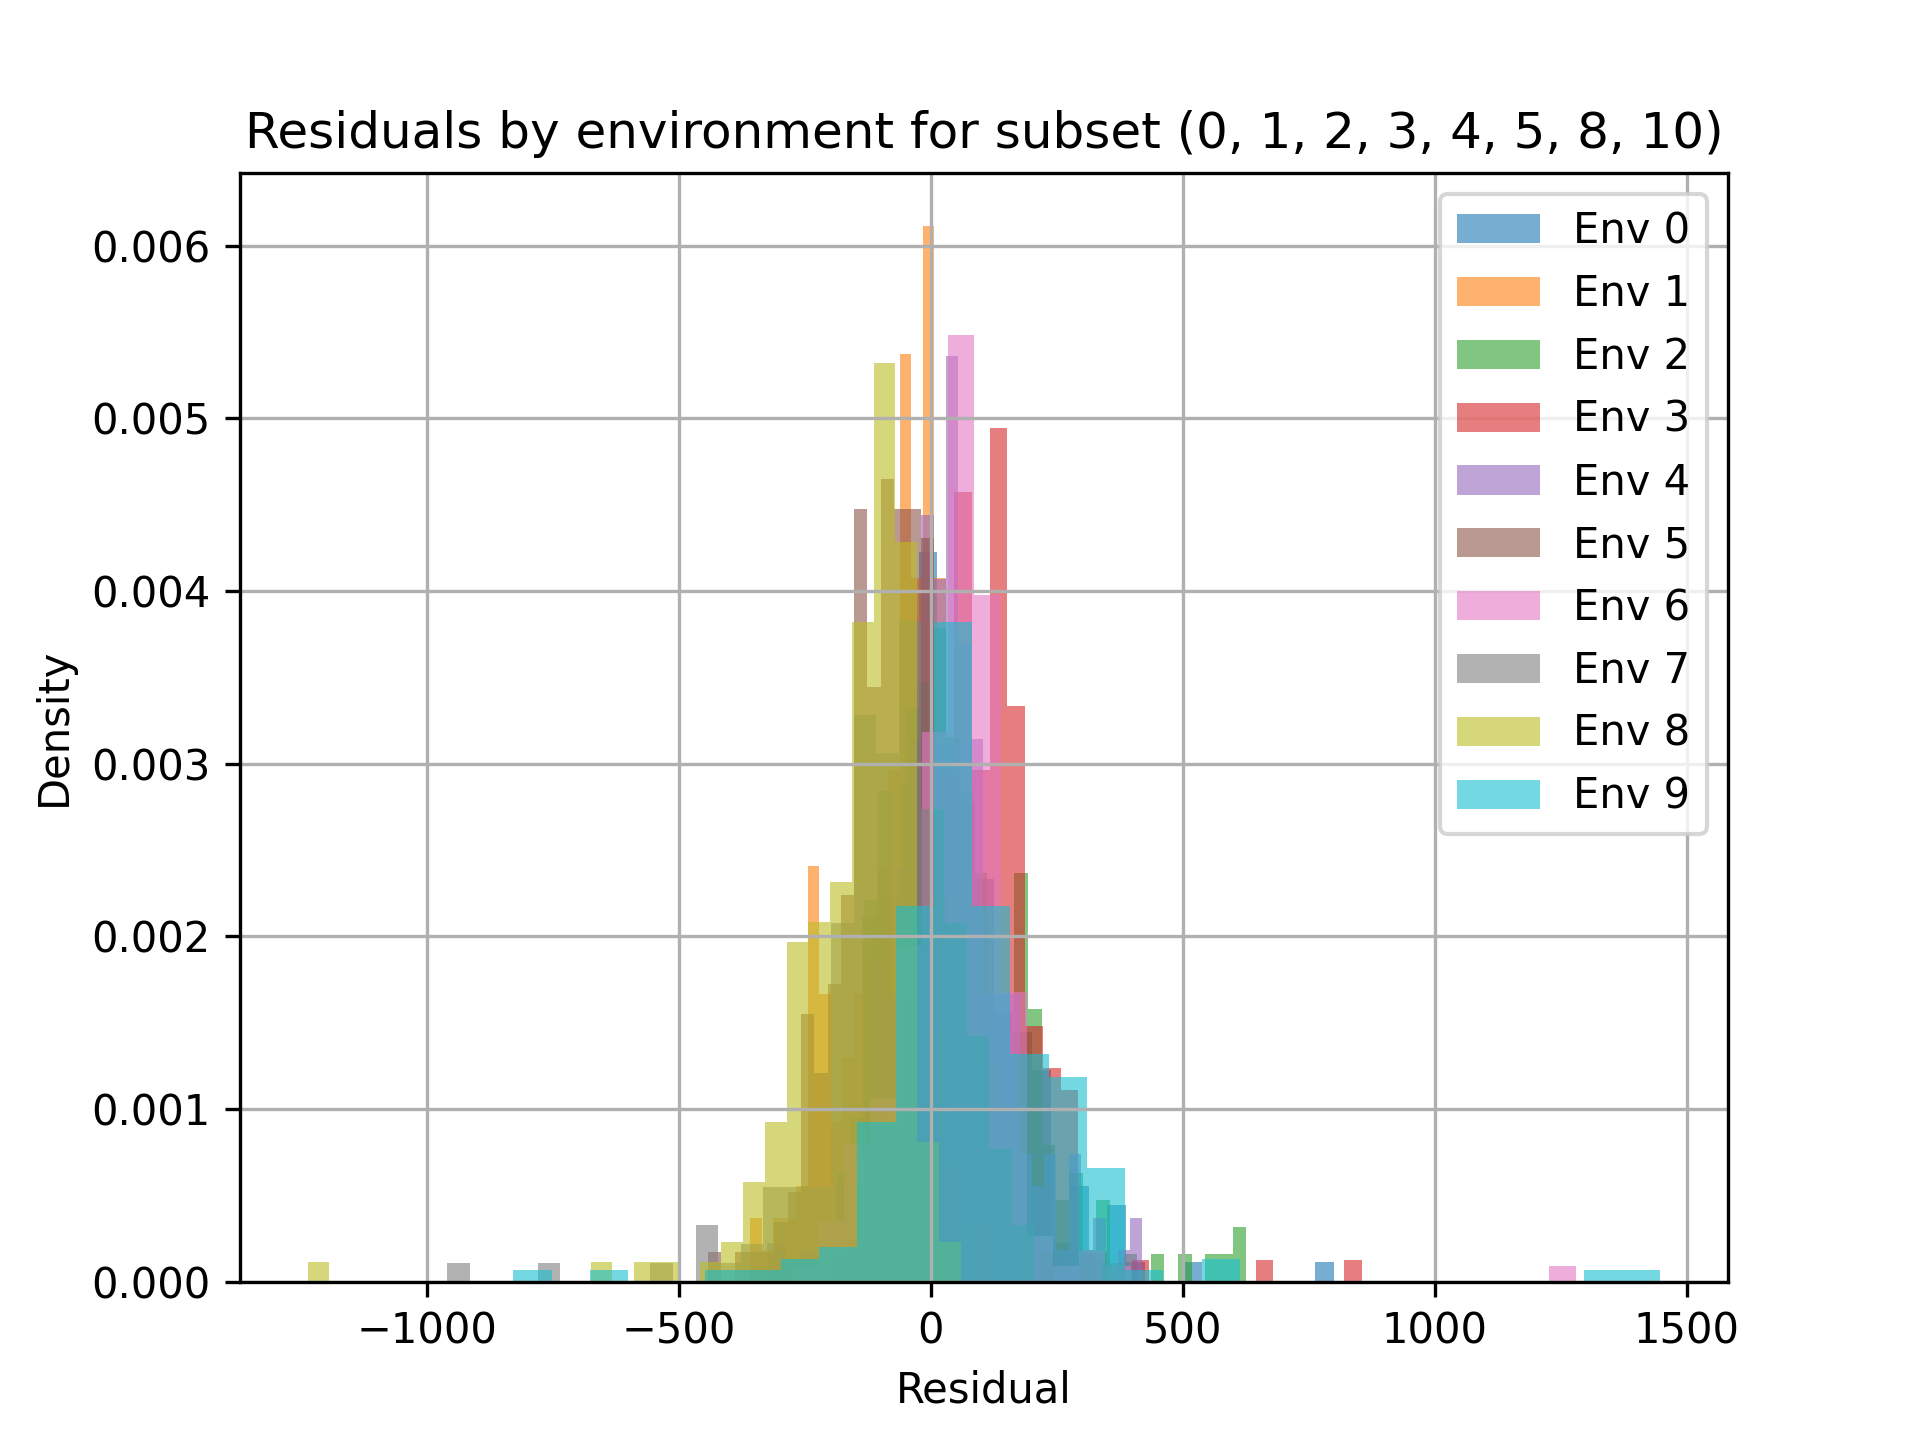 Residuals by environment for subset (0, 1, 2, 3, 4, 5, 8, 10)
Env 0
Env 1
Env 2
Env 3
Env 4
Env 5
Env 6
Env 7
Env 8
Env 9
Density
0.006
0.005
0.004
0.003
0.002
0.001
0.000
−1000
−500
0
500
1000
1500
Residual